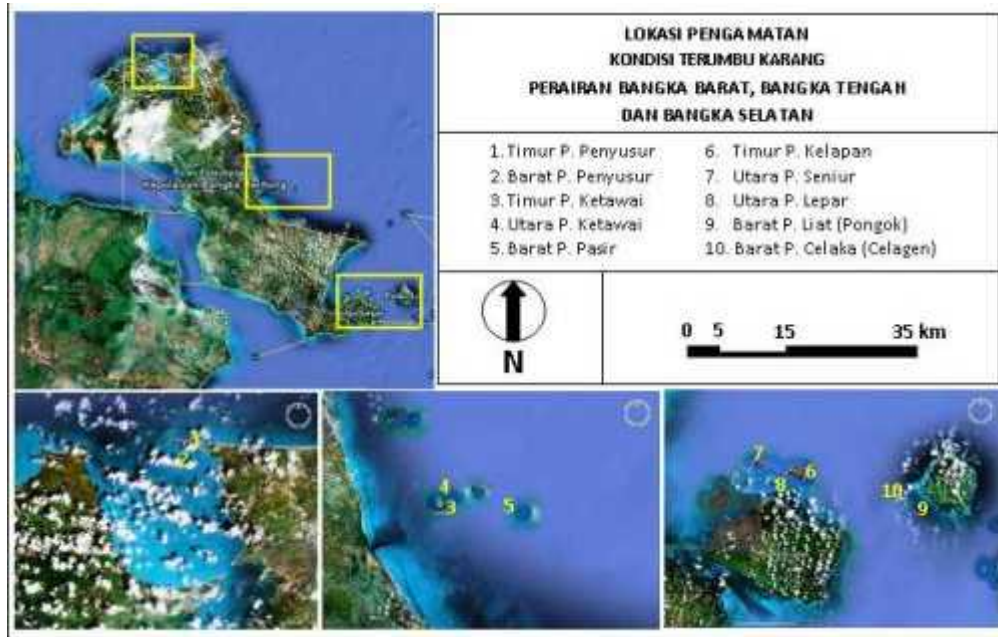 LOKASI PENGAMATAN
KONDISI TERUMBU KARANG
PERAIRAN BANGKA BARAT, BANGKA TENGAH
DAN BANGKA SELATAN
1. Timur P. Penyusur
2. Barat P. Penyusur
3. Timur P. Ketawai
4. Utara P. Ketawai
5. Barat P. Pasir
6. Timur P. Kelapan
7. Utara P. Seniur
8. Utara P. Lepar
9. Barat P. Liat (Pongok)
10. Barat P. Celaka (Celagen)
N
0 5 15 35 km
4
3
5
7
6
8
10
9